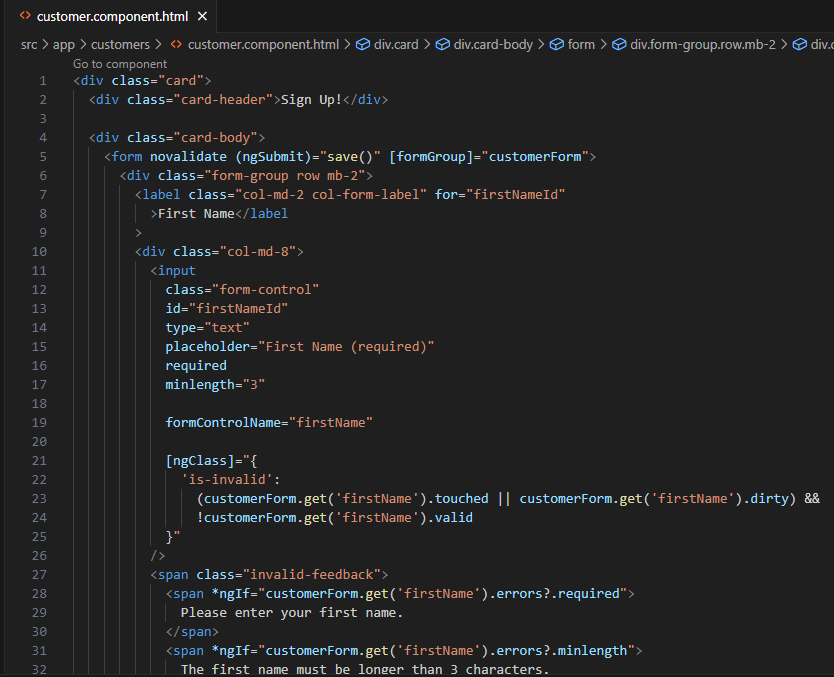 customer.component.html
src > app > customers > customer.component.html > div.card > div.card-body > form > div.form-group.row.mb-2 >
Go to component
1 <div class="card">
2 <div class="card-header">Sign Up!</div>
3
4 <div class="card-body">
5 <form novalidate (ngSubmit)="save()" [formGroup]="customerForm">
6 <div class="form-group row mb-2">
7 <label class="col-md-2 col-form-label" for="firstNameId"
8 >First Name</label
9 >
10 <div class="col-md-8">
11 <input
12 class="form-control"
13 id="firstNameId"
14 type="text"
15 placeholder="First Name (required)"
16 required
17 minlength="3"
18
19 formControlName="firstName"
20
21 [ngClass]="{
22 'is-invalid':
23 (customerForm.get('firstName').touched || customerForm.get('firstName').dirty) &&
24 !customerForm.get('firstName').valid
25 }"
26 />
27 <span class="invalid-feedback">
28 <span *ngIf="customerForm.get('firstName').errors?.required">
29 Please enter your first name.
30 </span>
31 <span *ngIf="customerForm.get('firstName').errors?.minlength">
32 The first name must be longer than 3 characters.